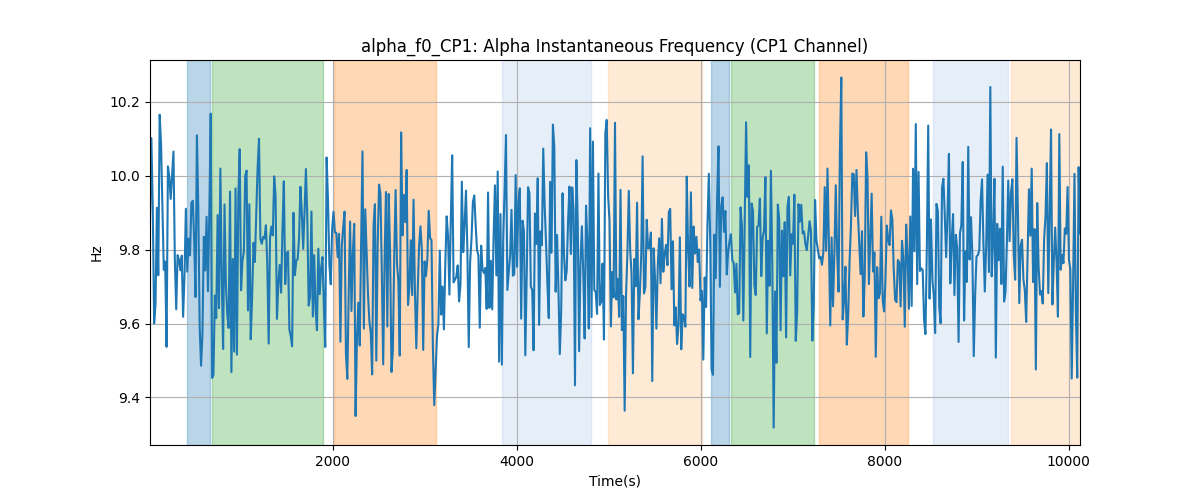 alpha_f0_CP1: Alpha Instantaneous Frequency (CP1 Channel)
10.2
10.0
9.8
9.6
9.4
Hz
2000 4000 6000 8000 10000
Time(s)